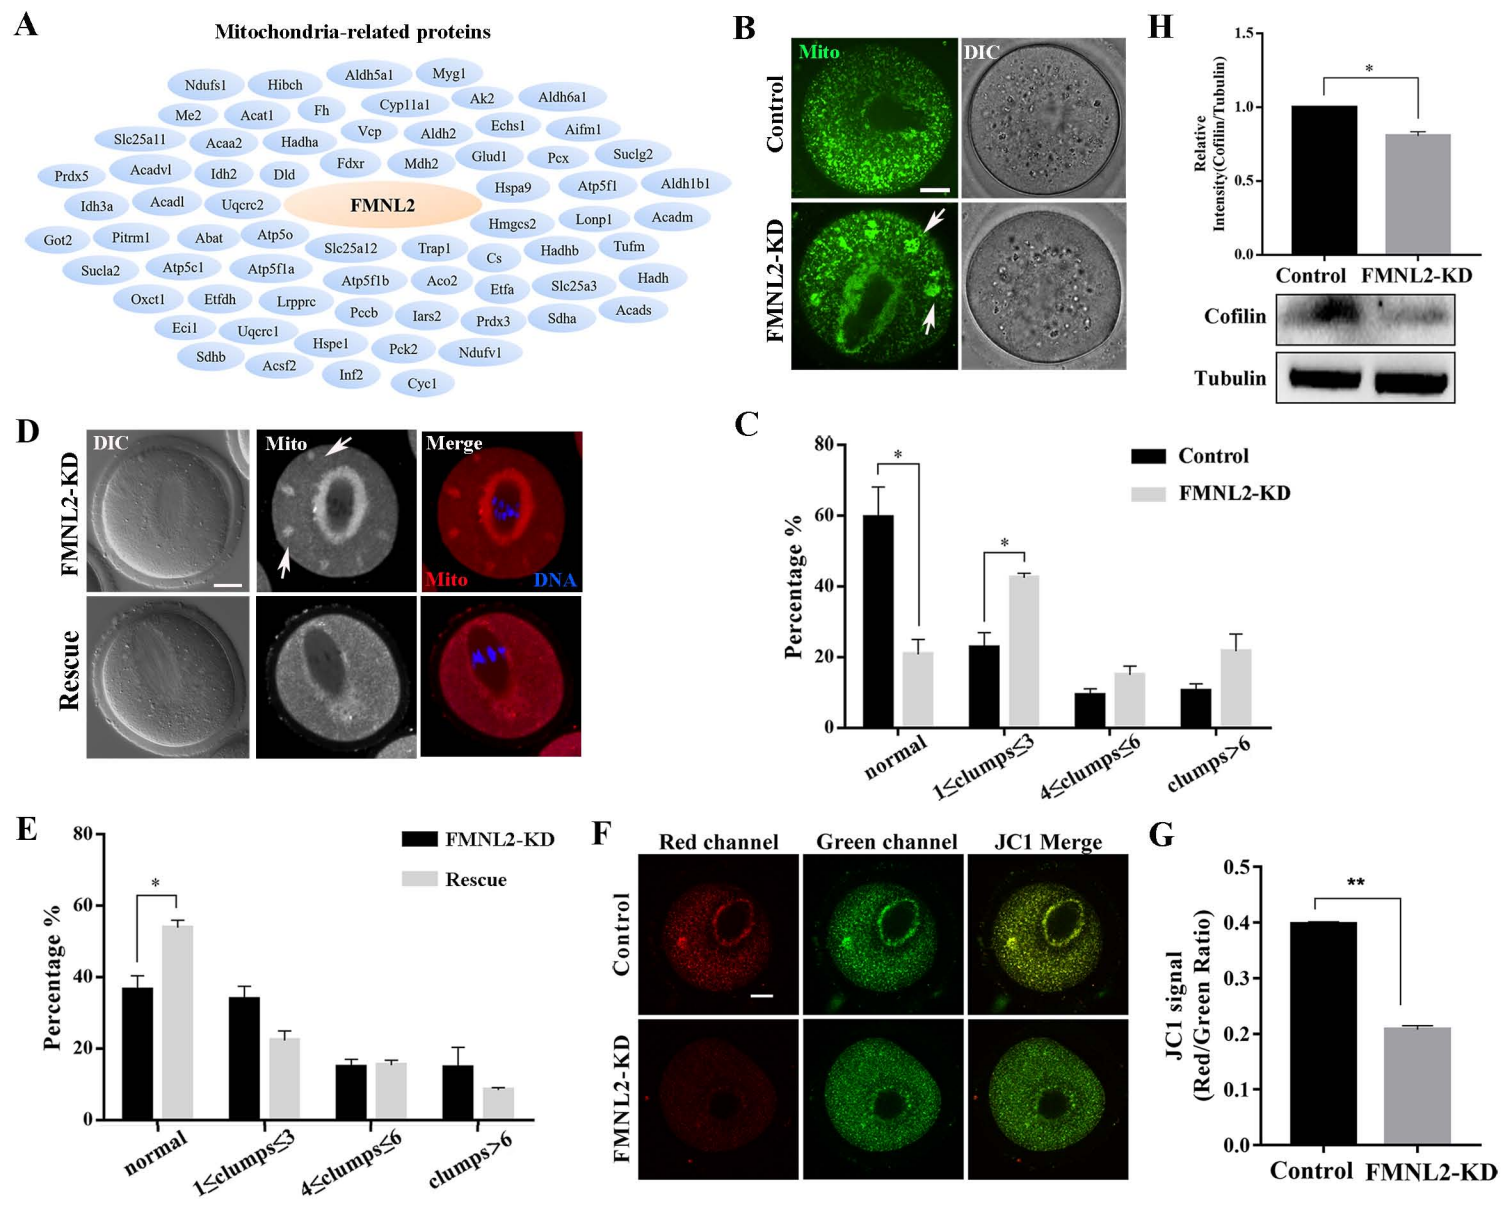 A
Mitochondria-related proteins
Ndufs1
Hibch
Aldh5a1
Myg1
Me2
Acat1
Fh
Cyp11a1
Ak2
Aldh6a1
Slc25a11
Acaa2
Hadha
Vcp
Aldh2
Echs1
Aifm1
Prdx5
Acadvl
Idh2
Dld
Fdxr
Mdh2
Glud1
Pcx
Suclg2
Idh3a
Acadl
Uqcrc2
FMNL2
Hspa9
Atp5f1
Aldh1b1
Got2
Pitrm1
Abat
Atp5o
Hmgcs2
Lonp1
Acadm
Slc25a12
Trap1
Cs
Hadhb
Tufm
Sucla2
Atp5c1
Atp5f1a
Atp5f1b
Aco2
Etfa
Slc25a3
Hadh
Oxct1
Etfdh
Lrpprc
Pccb
Iars2
Prdx3
Sdha
Acads
Eci1
Uqcrc1
Hspe1
Pck2
Ndufv1
Sdhb
Acsf2
Inf2
Cyc1
B
Mito
DIC
Control
FMNL2-KD
H
1.5
1.0
0.5
0.0
Relative
Intensity(Cofilin/Tubulin)
*
Control
FMNL2-KD
Cofilin
Tubulin
D
DIC
Mito
Merge
FMNL2-KD
Mito
DNA
Rescue
C
80
60
40
20
0
Percentage %
*
*
Control
FMNL2-KD
normal
1≤clumps≤3
4≤clumps≤6
clumps>6
E
80
60
40
20
0
Percentage %
*
FMNL2-KD
Rescue
normal
1≤clumps≤3
4≤clumps≤6
clumps>6
F
Red channel
Green channel
JC1 Merge
Control
FMNL2-KD
G
0.5
0.4
0.3
0.2
0.1
0.0
JC1 signal
(Red/Green Ratio)
**
Control
FMNL2-KD